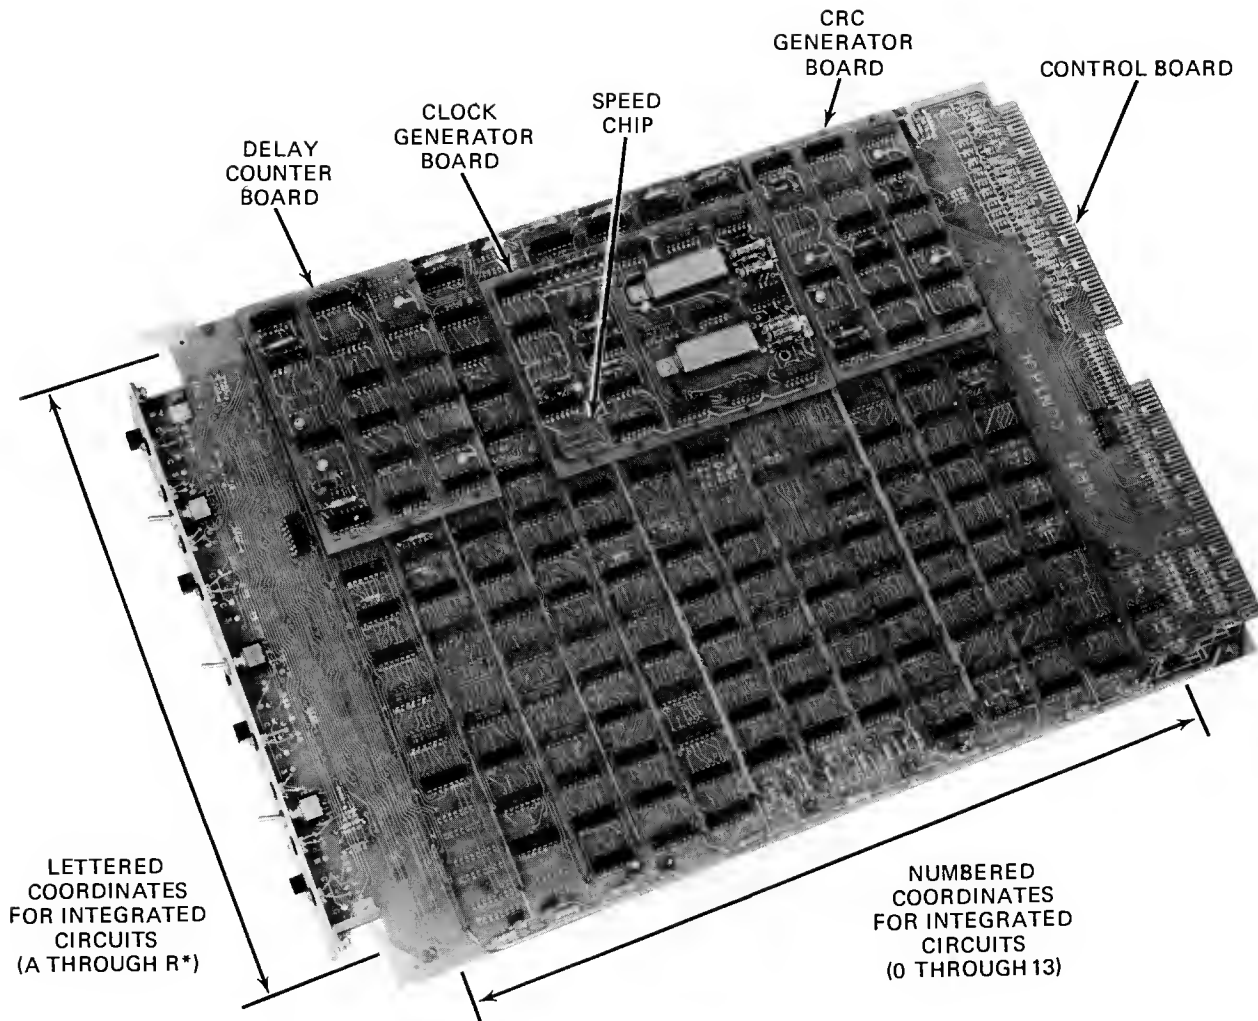 CRC
GENERATOR
BOARD
CONTROL BOARD
SPEED
CHIP
CLOCK
GENERATOR
BOARD
DELAY
COUNTER
BOARD
LETTERED
COORDINATES
FOR INTEGRATED
CIRCUITS
(A THROUGH R*)
NUMBERED
COORDINATES
FOR INTEGRATED
CIRCUITS
(0 THROUGH 13)